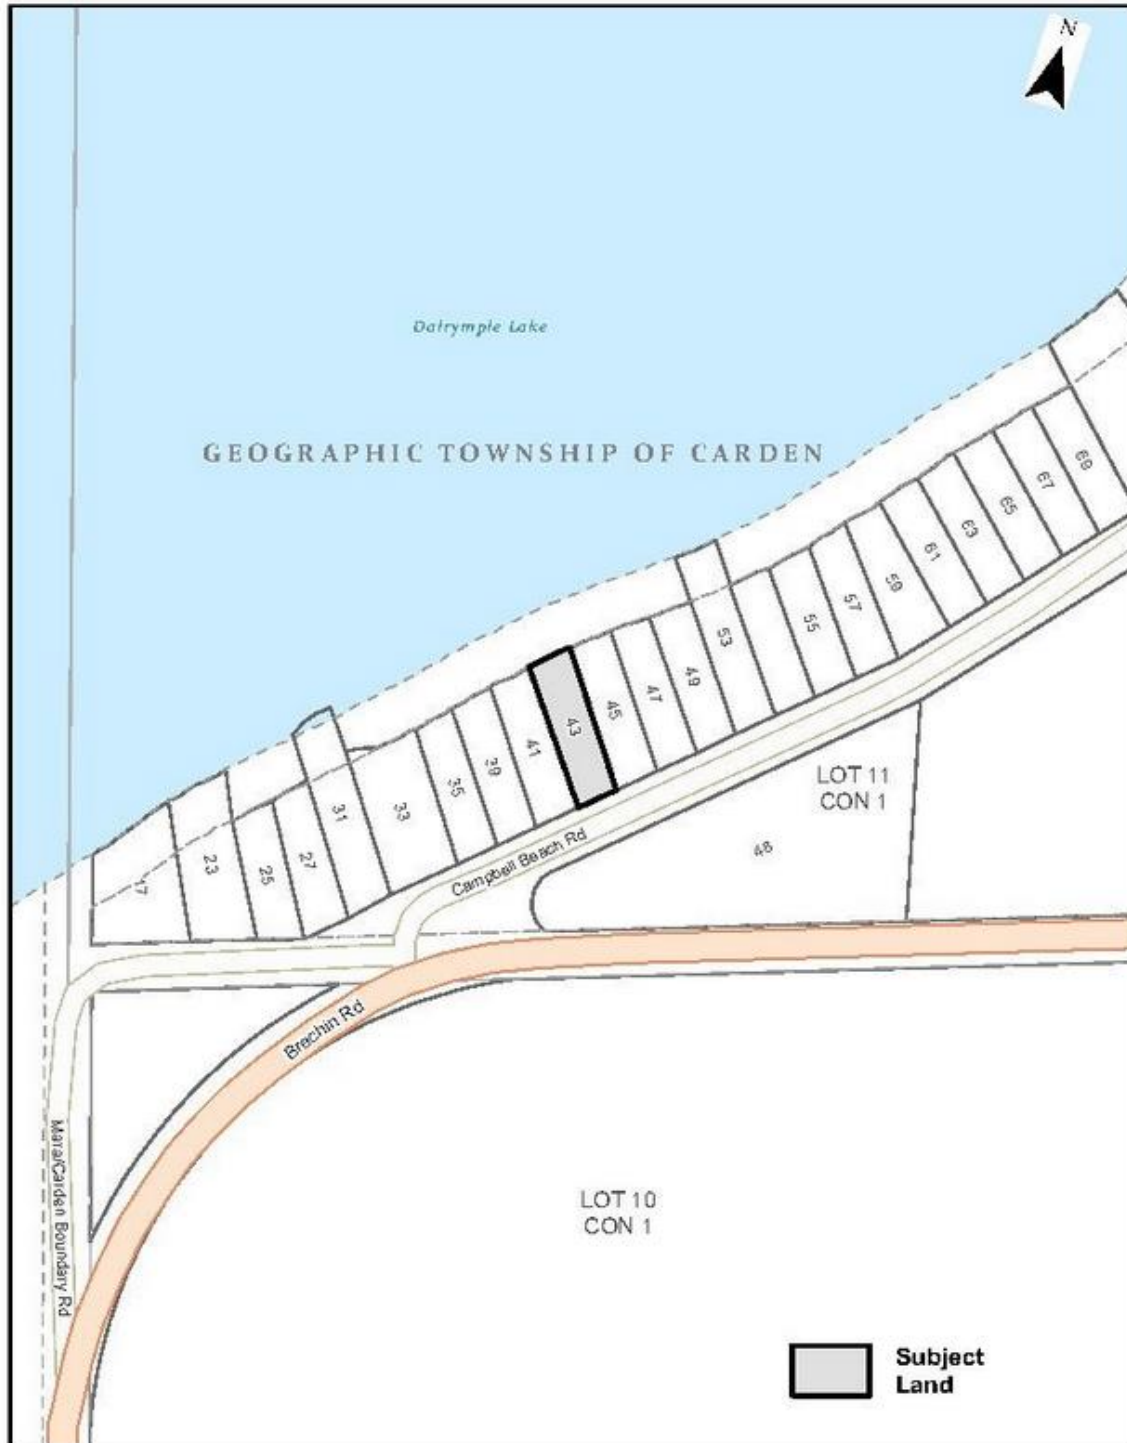 N
Dalrymple Lake
GEOGRAPHIC TOWNSHIP OF CARDEN
69
67
65
63
61
59
57
55
53
49
47
45
43
41
39
35
33
31
27
25
23
17
LOT 11
CON 1
46
Campbell Beach Rd
Brechin Rd
Mara/Carden Boundary Rd
LOT 10
CON 1
Subject
Land